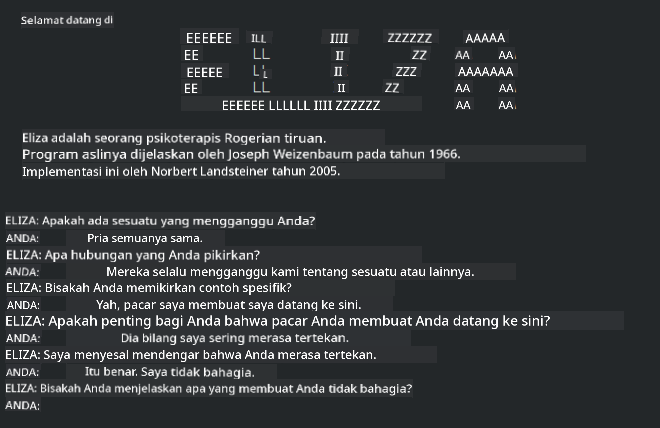 Selamat datang di
EEEEEE ILL IIII ZZZZZZ AAAAA
EE LL II ZZ AA AA
EEEEE LL II ZZZ AAAAAAA
EE LL II ZZ AA AA
EEEEEE LLLLLL IIII ZZZZZZ AA AA
Eliza adalah seorang psikoterapis Rogerian tiruan.
Program aslinya dijelaskan oleh Joseph Weizenbaum pada tahun 1966.
Implementasi ini oleh Norbert Landsteiner tahun 2005.
ELIZA: Apakah ada sesuatu yang mengganggu Anda?
ANDA: Pria semuanya sama.
ELIZA: Apa hubungan yang Anda pikirkan?
ANDA: Mereka selalu mengganggu kami tentang sesuatu atau lainnya.
ELIZA: Bisakah Anda memikirkan contoh spesifik?
ANDA: Yah, pacar saya membuat saya datang ke sini.
ELIZA: Apakah penting bagi Anda bahwa pacar Anda membuat Anda datang ke sini?
ANDA: Dia bilang saya sering merasa tertekan.
ELIZA: Saya menyesal mendengar bahwa Anda merasa tertekan.
ANDA: Itu benar. Saya tidak bahagia.
ELIZA: Bisakah Anda menjelaskan apa yang membuat Anda tidak bahagia?
ANDA: